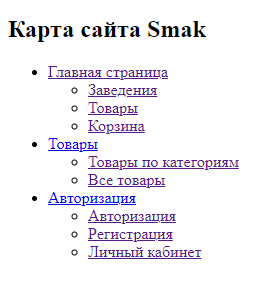 Карта сайта Smak
Главная страница
Заведения
Товары
Корзина
Товары
Товары по категориям
Все товары
Авторизация
Авторизация
Регистрация
Личный кабинет